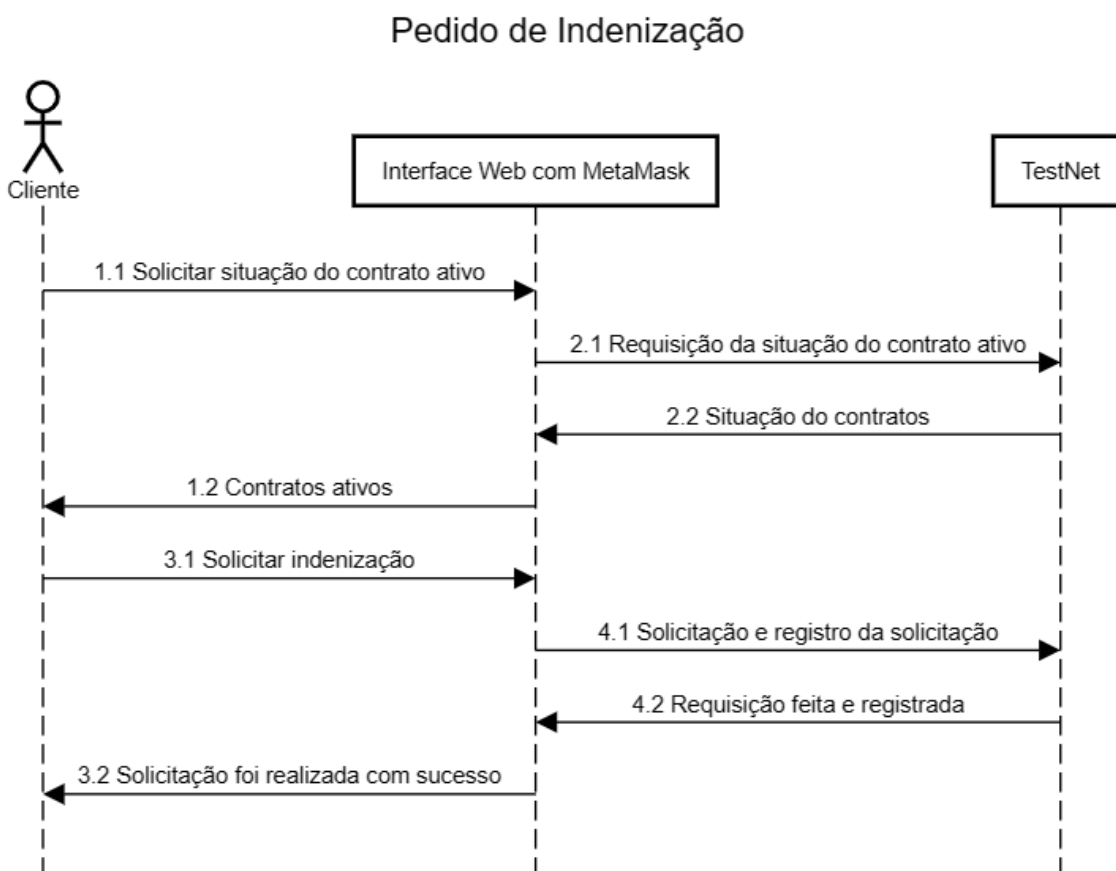 Pedido de Indenização
Cliente
Interface Web com MetaMask
TestNet
1.1 Solicitar situação do contrato ativo
2.1 Requisição da situação do contrato ativo
2.2 Situação do contratos
1.2 Contratos ativos
3.1 Solicitar indenização
4.1 Solicitação e registro da solicitação
4.2 Requisição feita e registrada
3.2 Solicitação foi realizada com sucesso